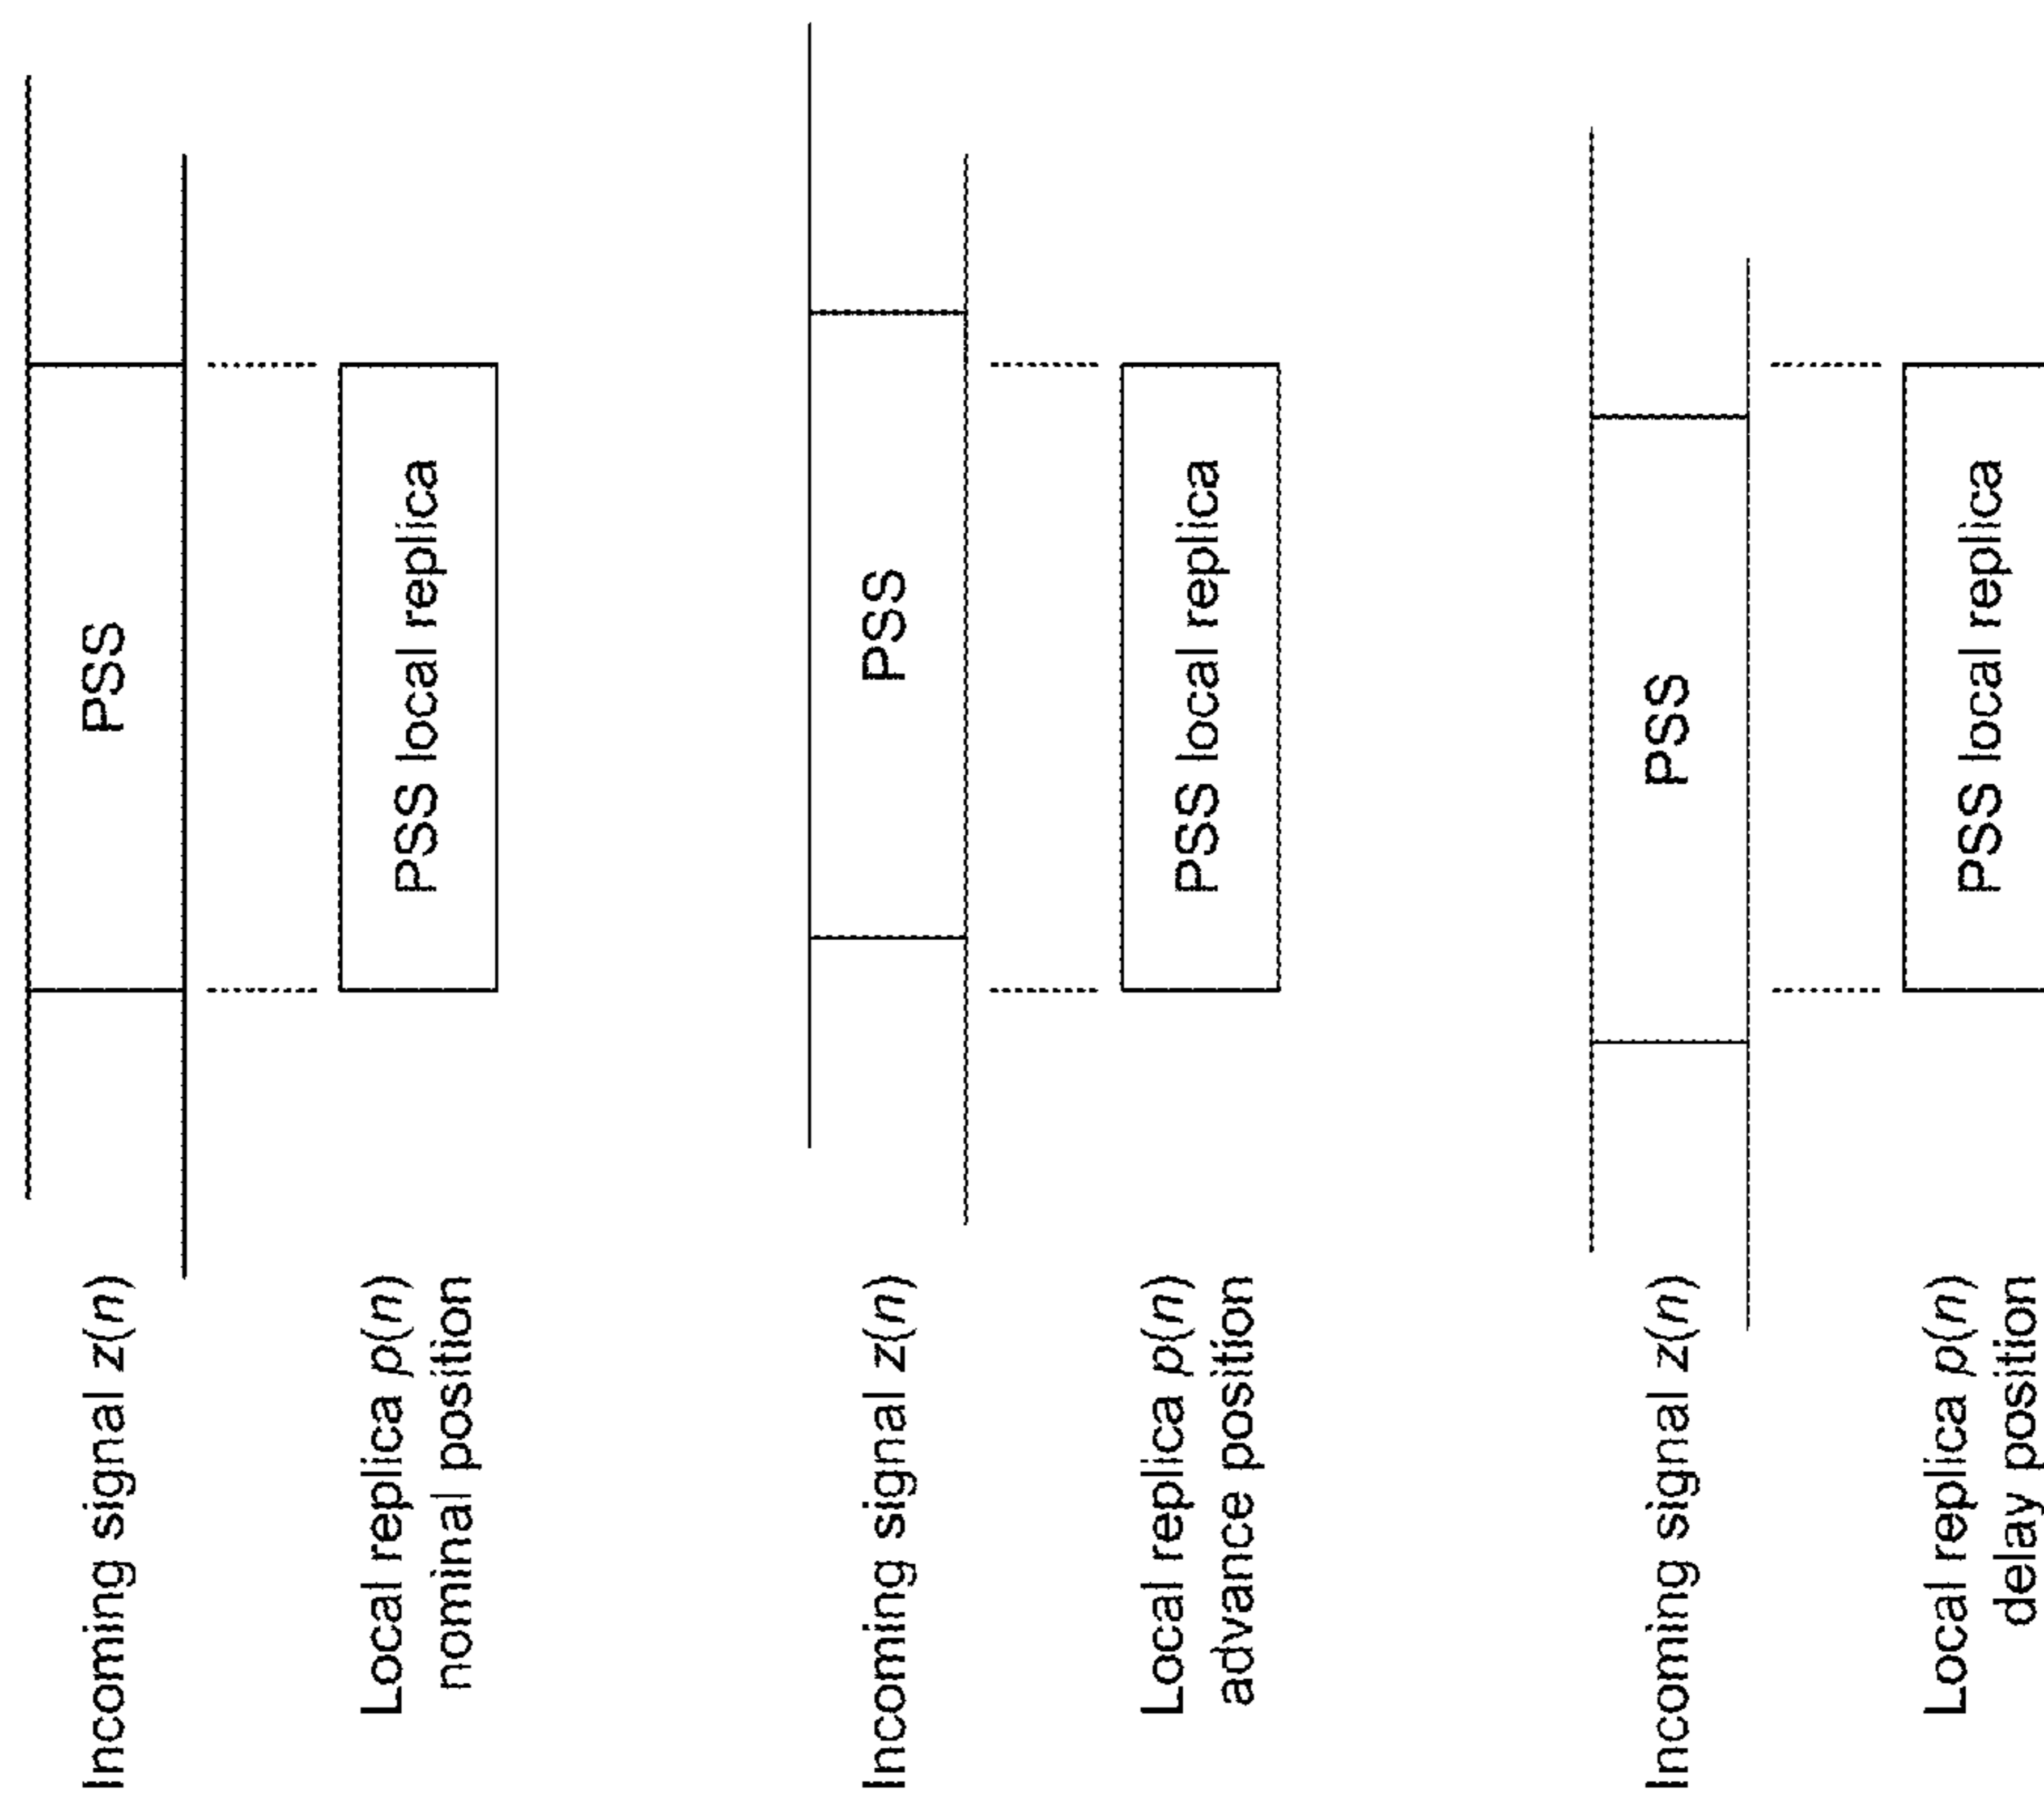 Incoming signal z(n)
PSS
Local replica p(n)
nominal position
PSS local replica
Incoming signal z(n)
PSS
Local replica p(n)
advance position
PSS local replica
Incoming signal z(n)
PSS
Local replica p(n)
delay position
PSS local replica